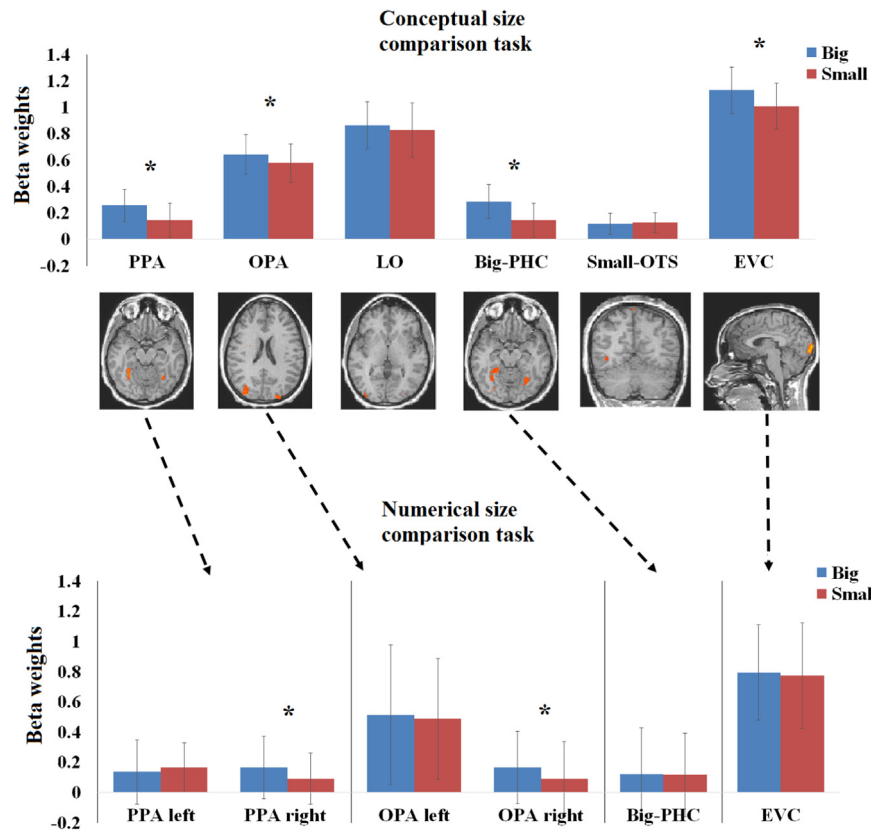 Conceptual size
comparison task
Beta weights
1.4
1.2
1
0.8
0.6
0.4
0.2
0
-0.2
*
*
*
*
Big
Small
PPA
OPA
LO
Big-PHC
Small-OTS
EVC
Numerical size
comparison task
Beta weights
1.4
1.2
1
0.8
0.6
0.4
0.2
0
-0.2
*
*
Big
Smal
PPA left
PPA right
OPA left
OPA right
Big-PHC
EVC